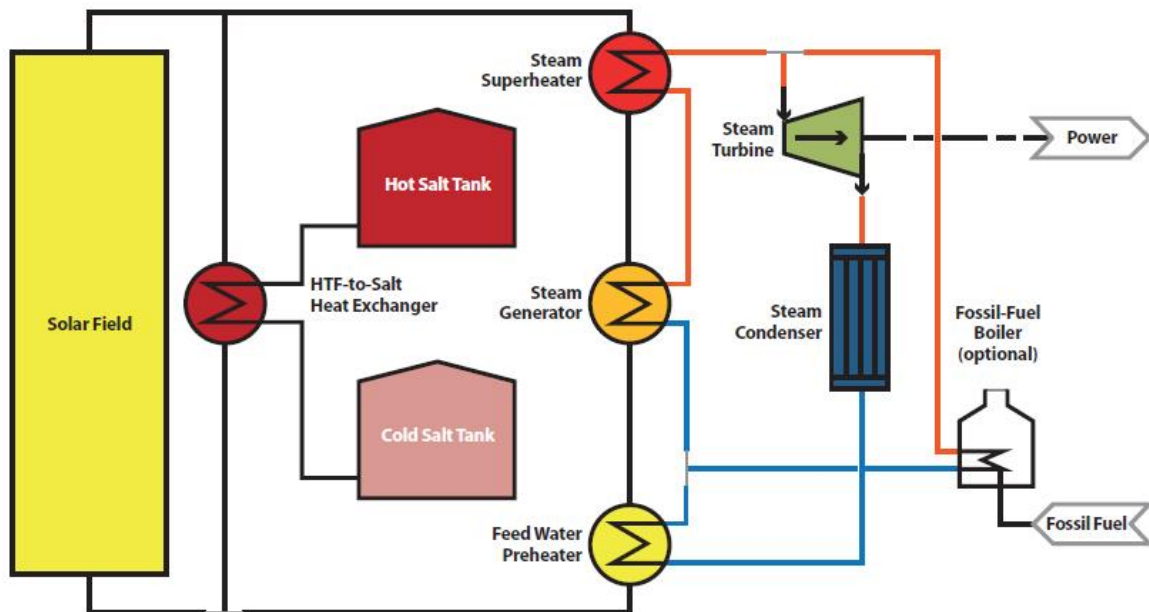 Steam
Superheater
Hot Salt Tank
Steam
Turbine
Power
Solar Field
HTF-to-Salt
Heat Exchanger
Steam
Generator
Steam
Condenser
Fossil-Fuel
Boiler
(optional)
Cold Salt Tank
Feed Water
Preheater
Fossil Fuel